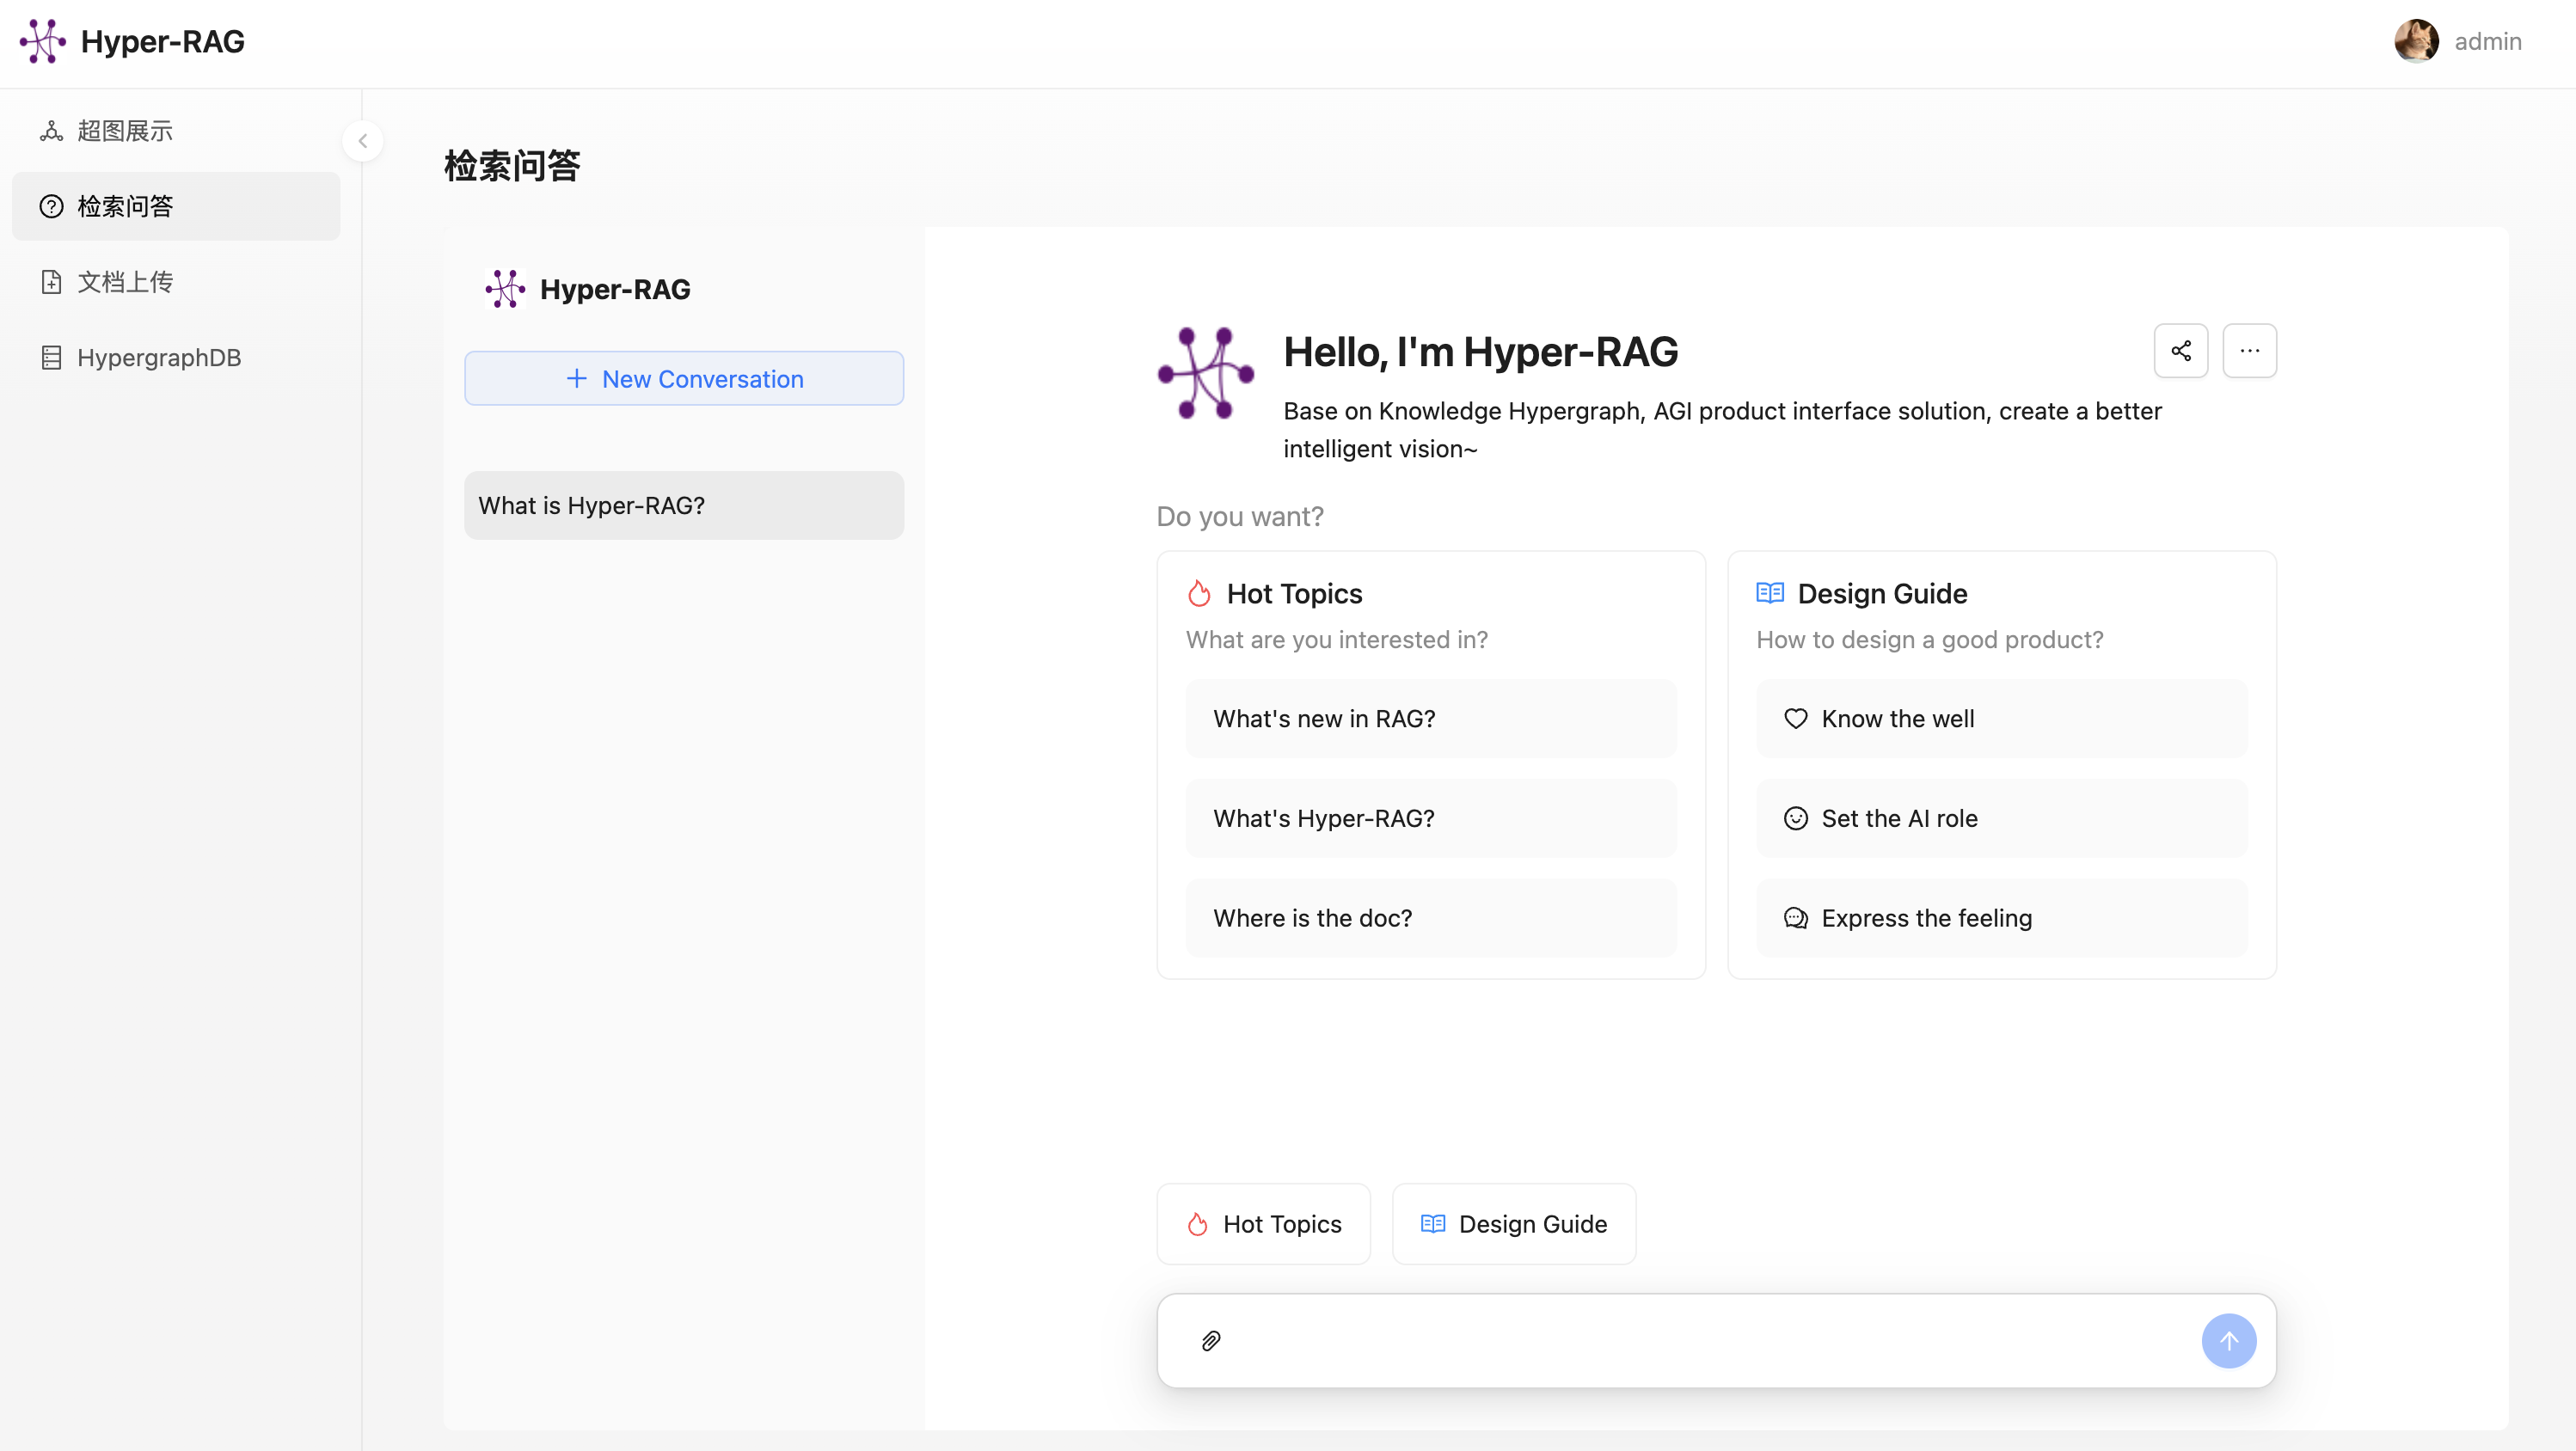 Hyper-RAG
admin
超图展示
检索问答
文档上传
HypergraphDB
检索问答
Hyper-RAG
New Conversation
What is Hyper-RAG?
Hello, I'm Hyper-RAG
Base on Knowledge Hypergraph, AGI product interface solution, create a better
intelligent vision~
Do you want?
Hot Topics
What are you interested in?
What's new in RAG?
What's Hyper-RAG?
Where is the doc?
Design Guide
How to design a good product?
Know the well
Set the AI role
Express the feeling
Hot Topics
Design Guide